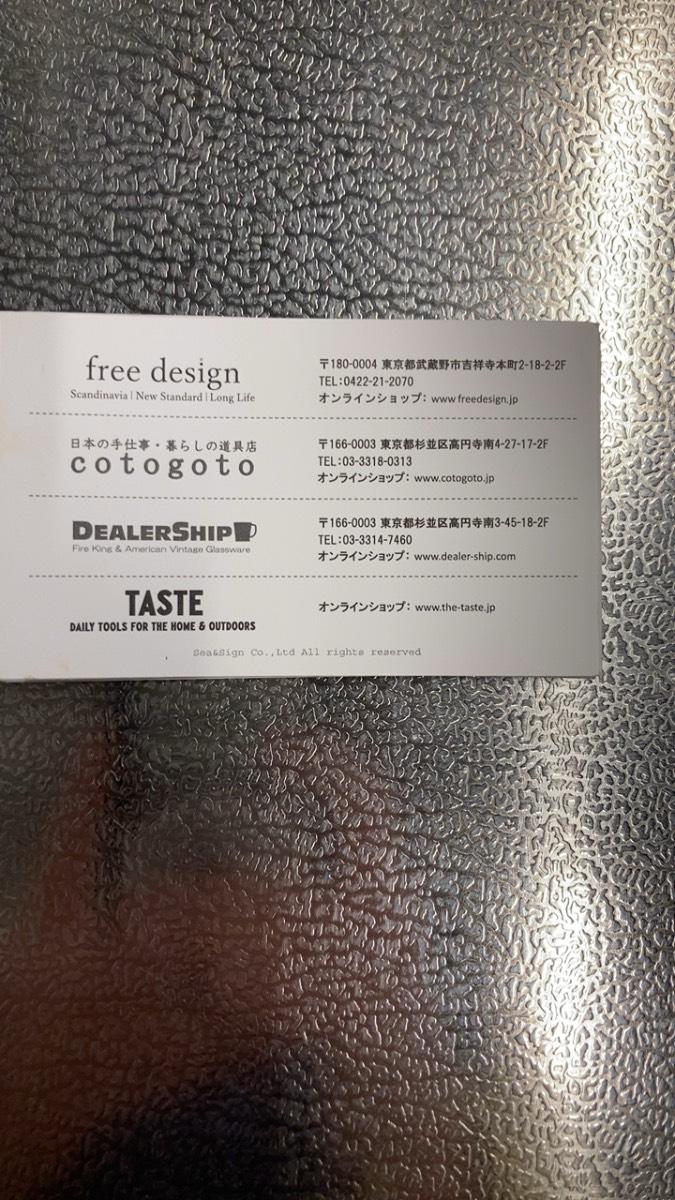 free design
Scandinavia | New Standard | Long Life
〒180-0004 東京都武蔵野市吉祥寺本町2-18-2-2F
TEL:0422-21-2070
オンラインショップ: www.freedesign.jp
日本の手仕事・暮らしの道具店
cotogoto
〒166-0003 東京都杉並区高円寺南4-27-17-2F
TEL:03-3318-0313
オンラインショップ: www.cotogoto.jp
DEALERSHIP
Fire King & American Vintage Glassware
〒166-0003 東京都杉並区高円寺南3-45-18-2F
TEL:03-3314-7460
オンラインショップ: www.dealer-ship.com
TASTE
DAILY TOOLS FOR THE HOME & OUTDOORS
オンラインショップ: www.the-taste.jp
Sea&Sign Co.,Ltd All rights reserved